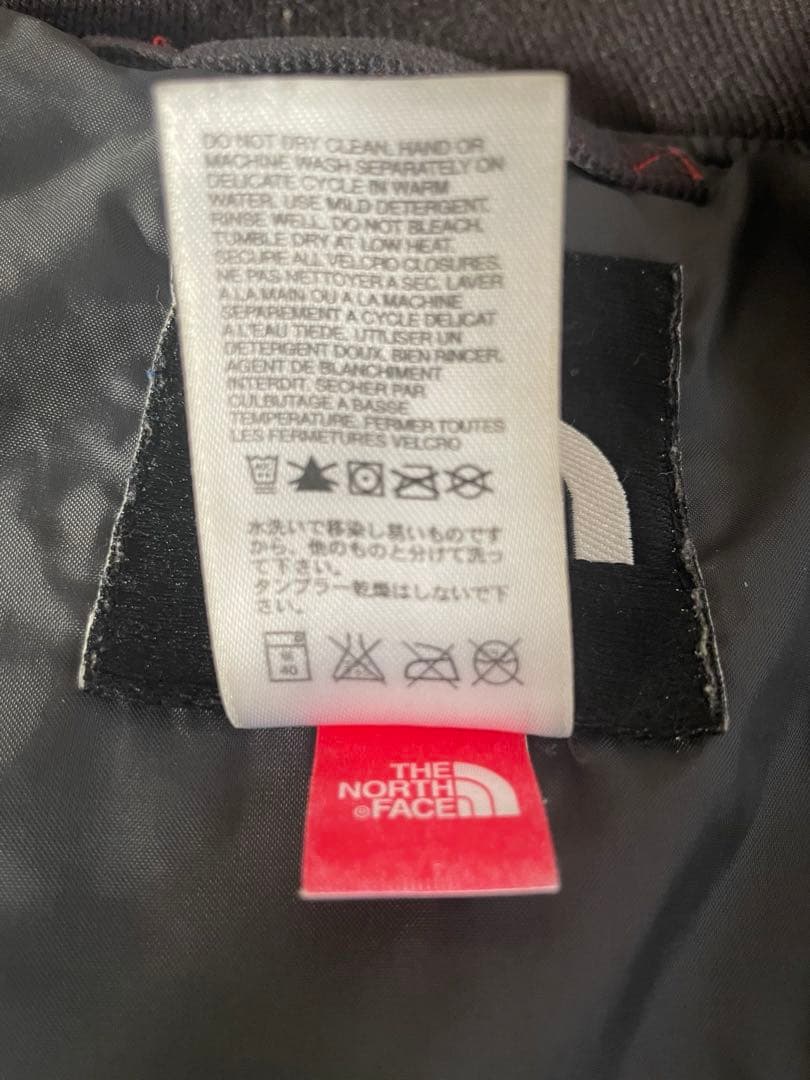 DO NOT DRY CLEAN. HAND OR
MACHINE WASH SEPARATELY ON
DELICATE CYCLE IN WARM
WATER. USE MILD DETERGENT.
RINSE WELL. DO NOT BLEACH.
TUMBLE DRY AT LOW HEAT.
SECURE ALL VELCRO CLOSURES.
NE PAS NETTOYER A SEC. LAVER
A LA MAIN OU A LA MACHINE
SEPAREMENT A CYCLE DELICAT
A L'EAU TIEDE. UTILISER UN
DETERGENT DOUX. BIEN RINCER.
AGENT DE BLANCHIMENT
INTERDIT. SECHER PAR
CULBUTAGE A BASSE
TEMPERATURE. FERMER TOUTES
LES FERMETURES VELCRO
水洗いで移染し易いものです
から、他のものと分けて洗っ
て下さい。
タンブラー乾燥はしないで下
さい。
40
THE
NORTH
FACE